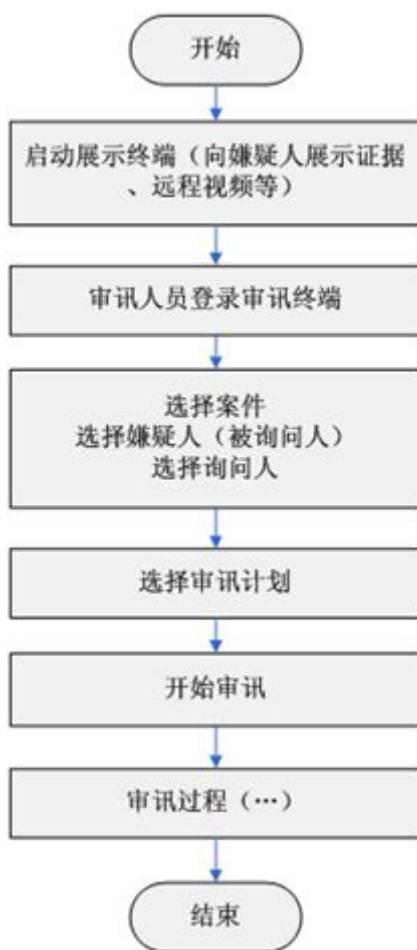 开始
启动展示终端（向嫌疑人展示证据
、远程视频等）
审讯人员登录审讯终端
选择案件
选择嫌疑人（被询问人）
选择询问人
选择审讯计划
开始审讯
审讯过程（…）
结束